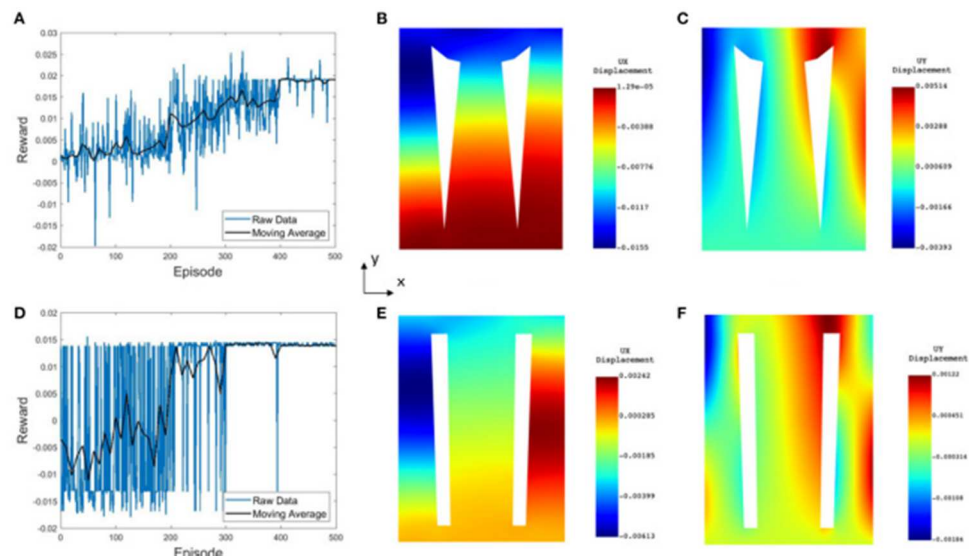 A
0.03
0.025
0.02
0.015
0.01
0.005
0
-0.005
0.01
0.015
-0.02
Reward
0
100
200
300
400
500
Episode
Raw Data
Moving Average
B
UX
Displacement
1.29e-05
-0.00388
-0.00776
-0.0117
-0.0155
C
UY
Displacement
0.00514
0.00288
0.000609
-0.00166
-0.00393
y
x
D
0.02
0.015
0.01
0.005
0
-0.005
-0.01
-0.015
-0.02
Reward
0
100
200
300
400
500
Episode
Raw Data
Moving Average
E
UX
Displacement
0.00242
0.000285
-0.00185
-0.00399
-0.00613
F
UY
Displacement
0.00122
0.000451
-0.00108
-0.00186